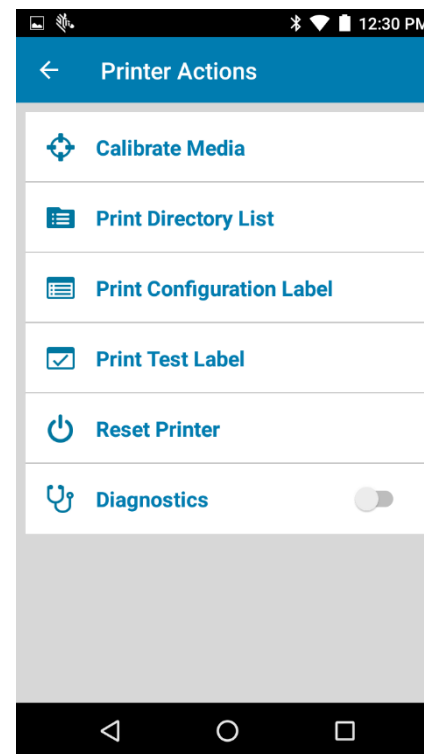 12:30 PM
Printer Actions
Calibrate Media
Print Directory List
Print Configuration Label
Print Test Label
Reset Printer
Diagnostics